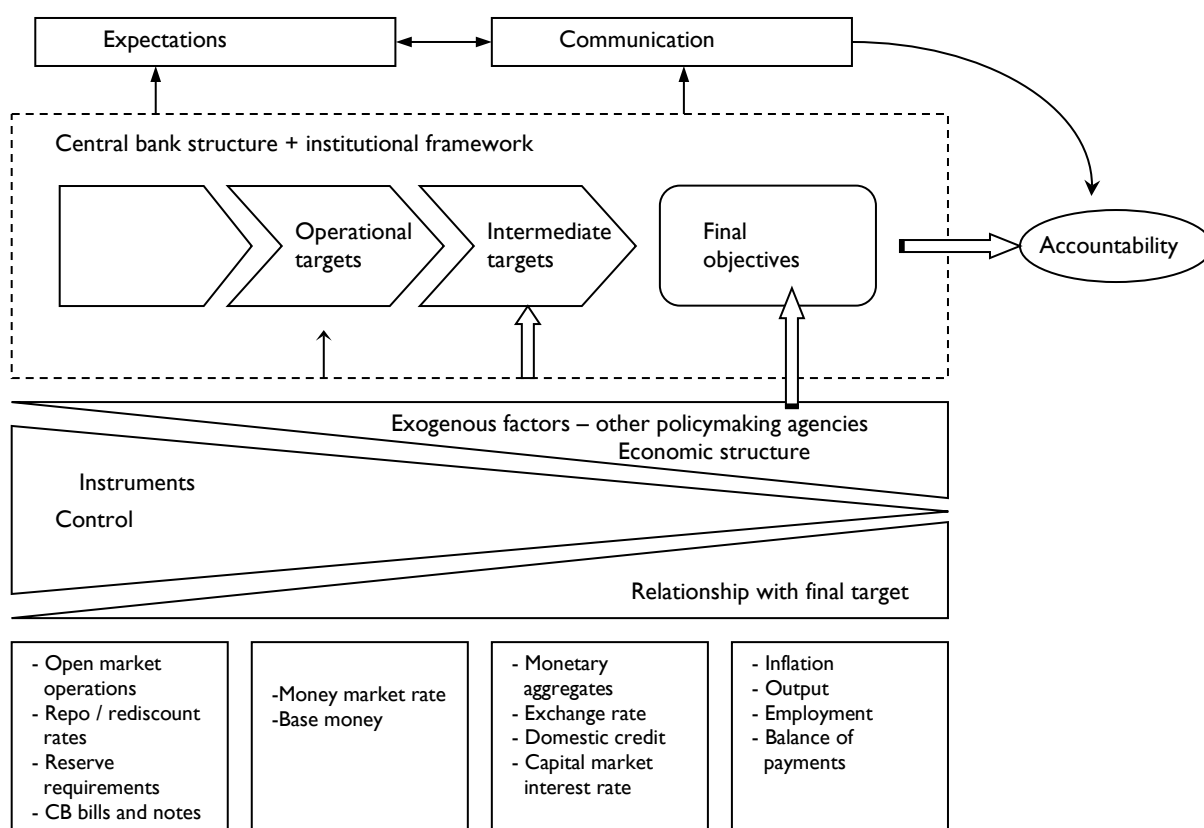 Expectations
Communication
Central bank structure + institutional framework
Operational
targets
Intermediate
targets
Final
objectives
Accountability
Exogenous factors – other policymaking agencies
Economic structure
Instruments
Control
Relationship with final target
- Open market
operations
- Repo / rediscount
rates
- Reserve
requirements
- CB bills and notes
-Money market rate
-Base money
- Monetary
aggregates
- Exchange rate
- Domestic credit
- Capital market
interest rate
- Inflation
- Output
- Employment
- Balance of
payments